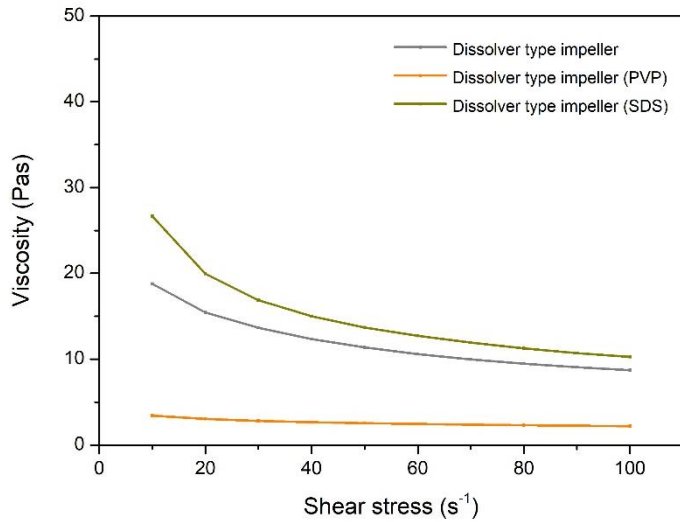 50
40
30
20
10
0
Viscosity (Pas)
Dissolver type impeller
Dissolver type impeller (PVP)
Dissolver type impeller (SDS)
0 20 40 60 80 100
Shear stress (s⁻¹)